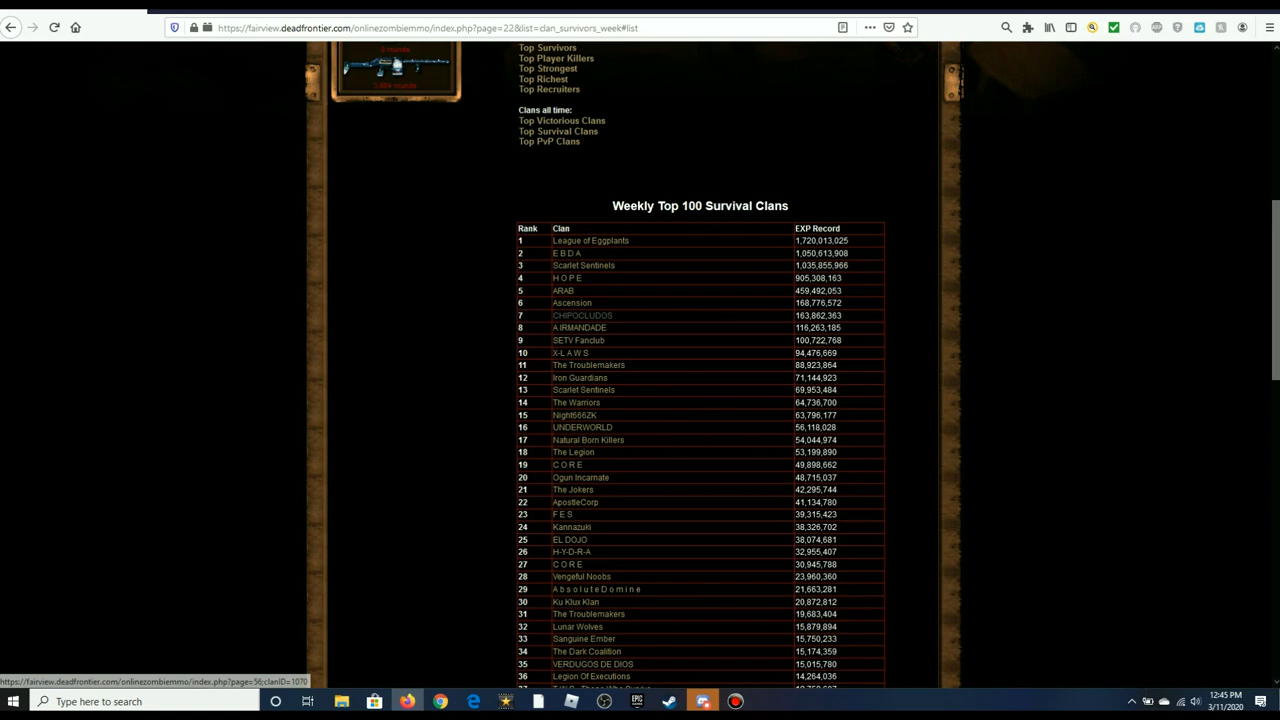 https://fairview.deadfrontier.com/onlinezombiemmo/index.php?page=22&list=clan_survivors_week#list
0 rounds
Top Survivors
Top Player Killers
Top Strongest
Top Richest
Top Recruiters
Clans all time:
Top Victorious Clans
Top Survival Clans
Top PvP Clans
Weekly Top 100 Survival Clans
Rank Clan EXP Record
1 League of Eggplants 1,720,013,025
2 E B D A 1,050,613,908
3 Scarlet Sentinels 1,035,855,966
4 H O P E 905,308,163
5 ARAB 459,492,053
6 Ascension 168,776,572
7 CHIPOCLUDOS 163,862,363
8 A IRMANDADE 116,263,185
9 SETV Fanclub 100,722,768
10 X-L A W S 94,476,669
11 The Troublemakers 88,923,864
12 Iron Guardians 71,144,923
13 Scarlet Sentinels 69,953,484
14 The Warriors 64,736,700
15 Night666ZK 63,796,177
16 UNDERWORLD 56,118,028
17 Natural Born Killers 54,044,974
18 The Legion 53,199,890
19 C O R E 49,898,662
20 Ogun Incarnate 48,715,037
21 The Jokers 42,295,744
22 ApostleCorp 41,134,780
23 F E S 39,315,423
24 Kannazuki 38,326,702
25 EL DOJO 38,074,681
26 H-Y-D-R-A 32,955,407
27 C O R E 30,945,788
28 Vengeful Noobs 23,960,360
29 A b s o l u t e D o m i n e 21,663,281
30 Ku Klux Klan 20,872,812
31 The Troublemakers 19,683,404
32 Lunar Wolves 15,879,894
33 Sanguine Ember 15,750,233
34 The Dark Coalition 15,174,359
35 VERDUGOS DE DIOS 15,015,780
36 Legion Of Executions 14,264,036
https://fairview.deadfrontier.com/onlinezombiemmo/index.php?page=56;clanID=1070
Type here to search
EPIC GAMES
12:45 PM
3/11/2020